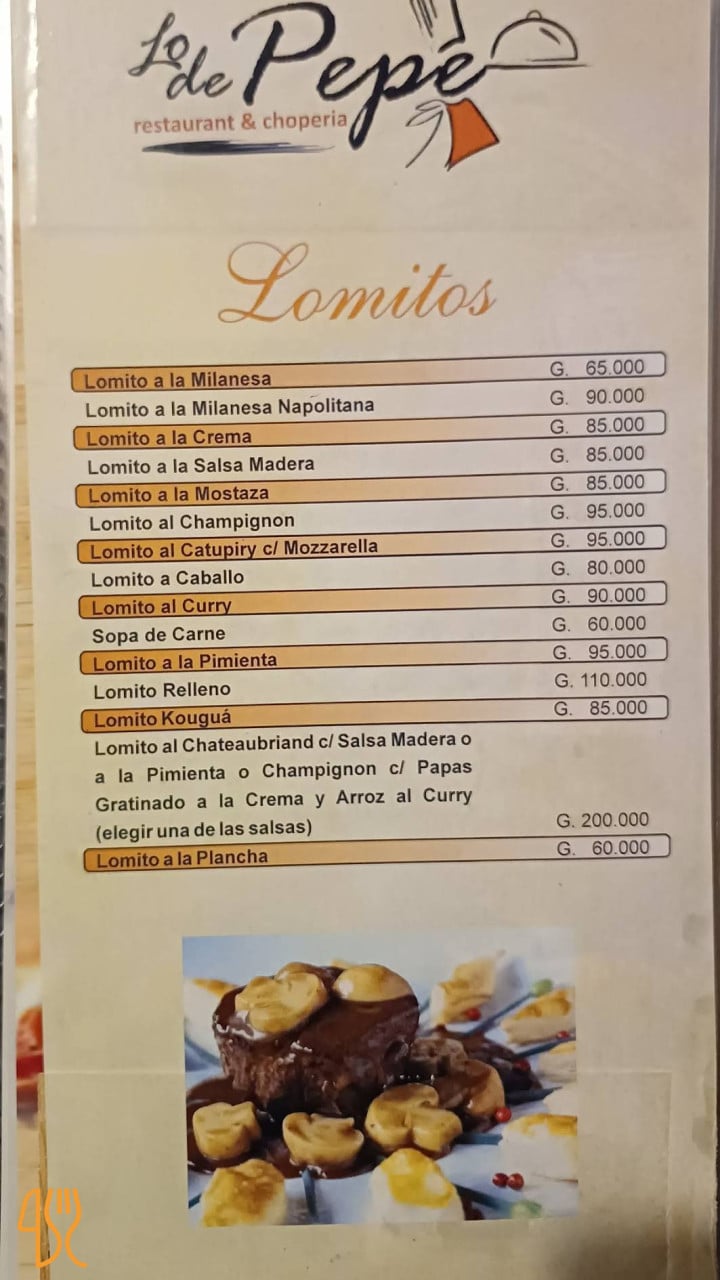 Lo de Pepé
restaurant & choperia
Lomitos
Lomito a la Milanesa G. 65.000
Lomito a la Milanesa Napolitana G. 90.000
Lomito a la Crema G. 85.000
Lomito a la Salsa Madera G. 85.000
Lomito a la Mostaza G. 85.000
Lomito al Champignon G. 95.000
Lomito al Catupiry c/ Mozzarella G. 95.000
Lomito a Caballo G. 80.000
Lomito al Curry G. 90.000
Sopa de Carne G. 60.000
Lomito a la Pimienta G. 95.000
Lomito Relleno G. 110.000
Lomito Kouguá G. 85.000
Lomito al Chateaubriand c/ Salsa Madera o
a la Pimienta o Champignon c/ Papas
Gratinado a la Crema y Arroz al Curry
(elegir una de las salsas) G. 200.000
Lomito a la Plancha G. 60.000